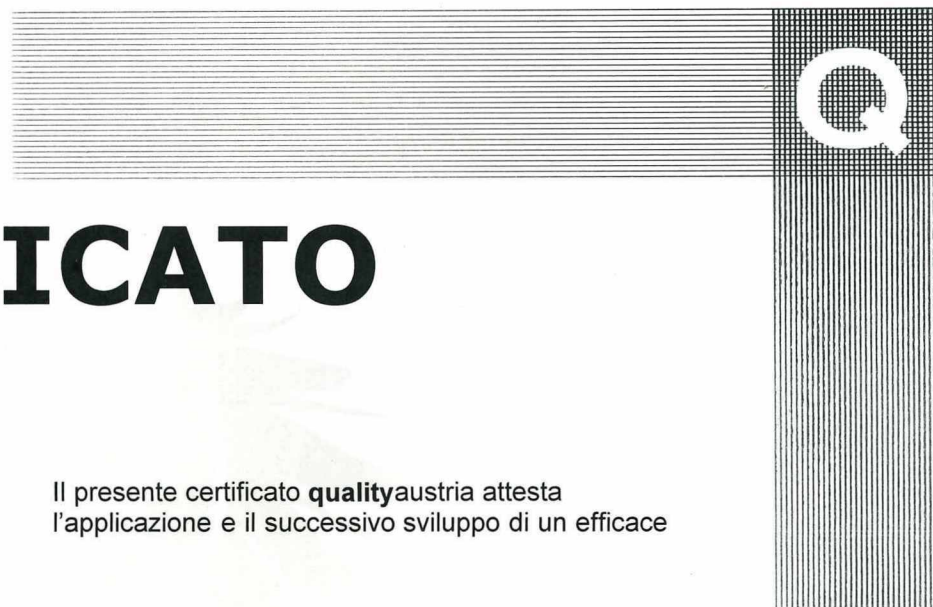 Q
ICATO
Il presente certificato qualityaustria attesta
l'applicazione e il successivo sviluppo di un efficace